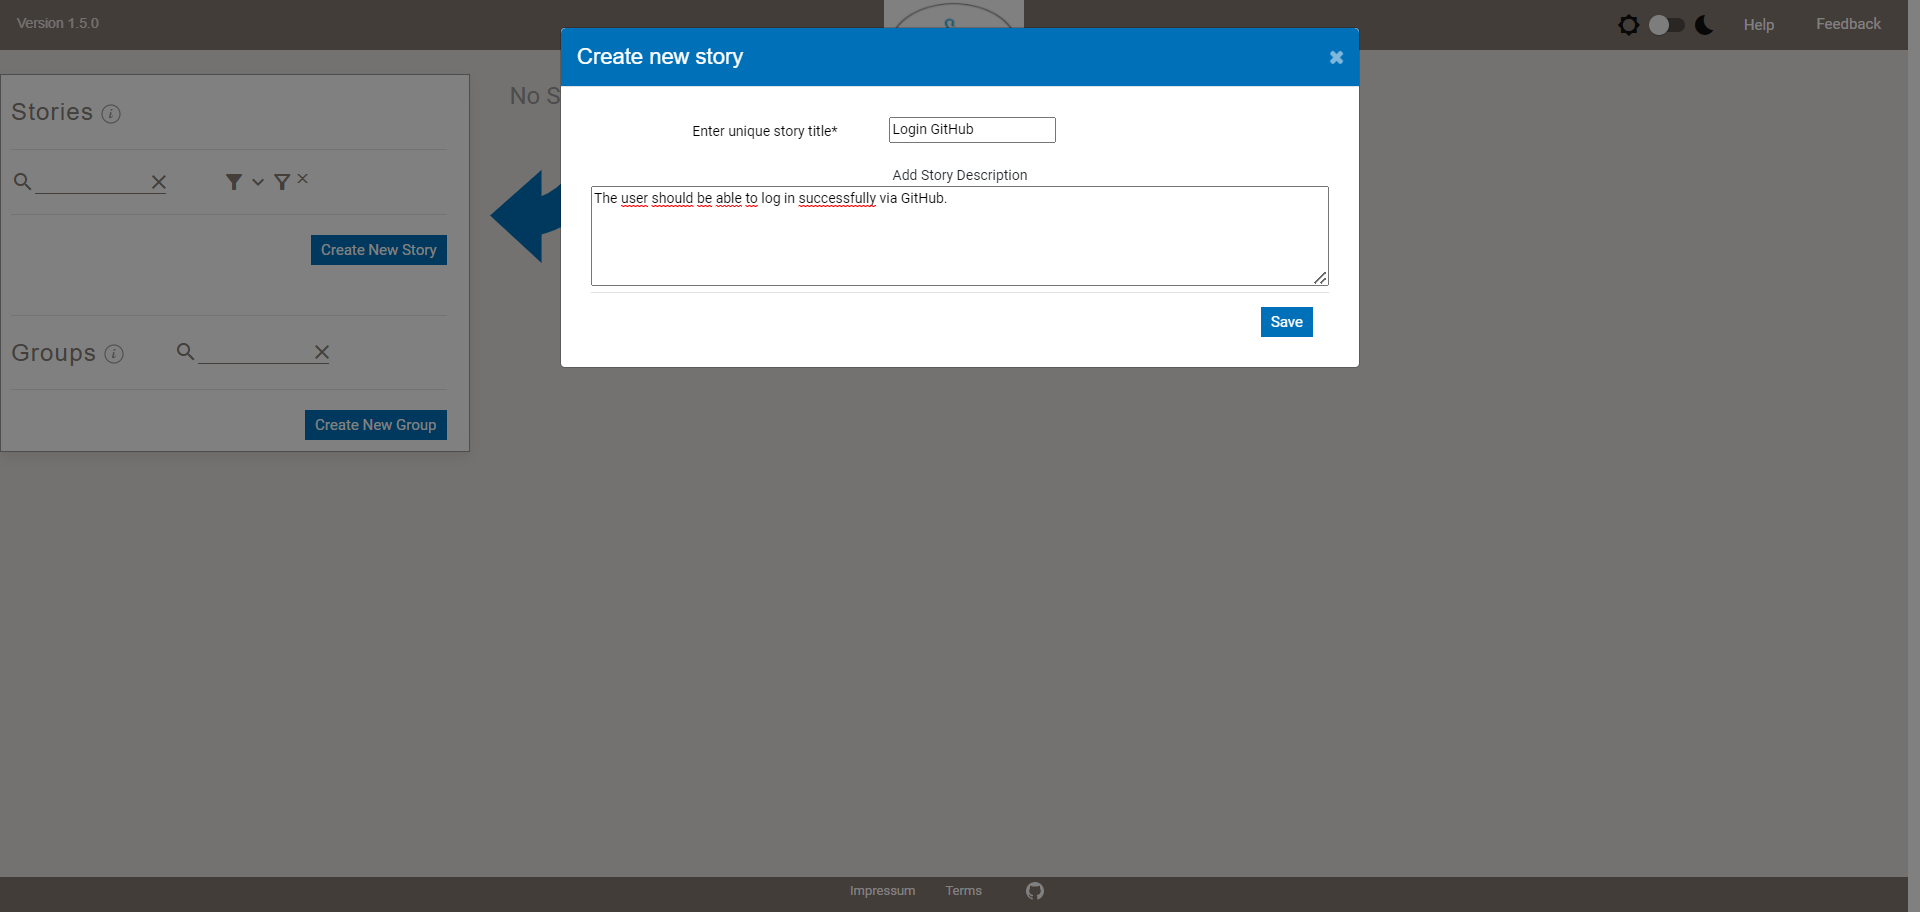 Version 1.5.0
Help
Feedback
Create new story
Stories
No S
Enter unique story title*
Login GitHub
Add Story Description
The user should be able to log in successfully via GitHub.
Create New Story
Save
Groups
Create New Group
Impressum
Terms